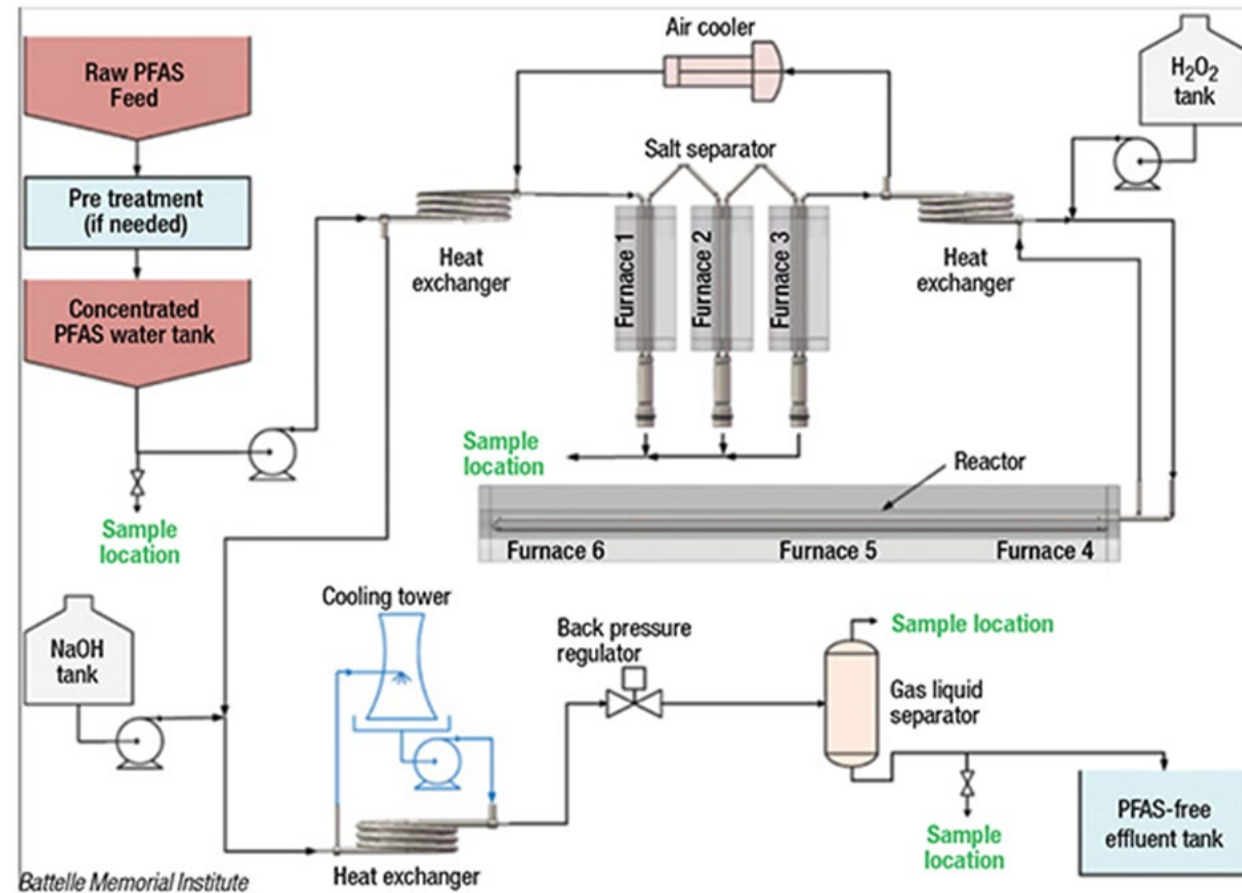 Raw PFAS
Feed
Pre treatment
(if needed)
Concentrated
PFAS water tank
Sample
location
Air cooler
H₂O₂
tank
Salt separator
Heat
exchanger
Furnace 1
Furnace 2
Furnace 3
Heat
exchanger
Sample
location
Reactor
Furnace 6
Furnace 5
Furnace 4
NaOH
tank
Cooling tower
Heat exchanger
Back pressure
regulator
Sample location
Gas liquid
separator
Sample
location
PFAS-free
effluent tank
Battelle Memorial Institute